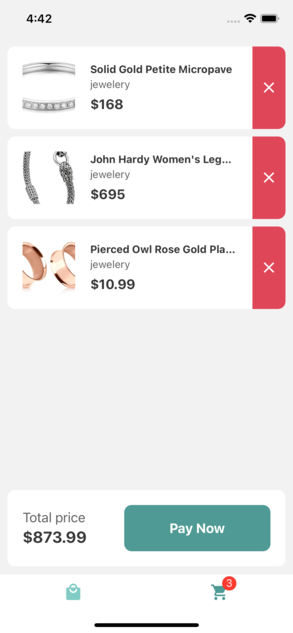 4:42
Solid Gold Petite Micropave
jewelery
$168
John Hardy Women's Leg...
jewelery
$695
Pierced Owl Rose Gold Pla...
jewelery
$10.99
Total price
$873.99
Pay Now
3